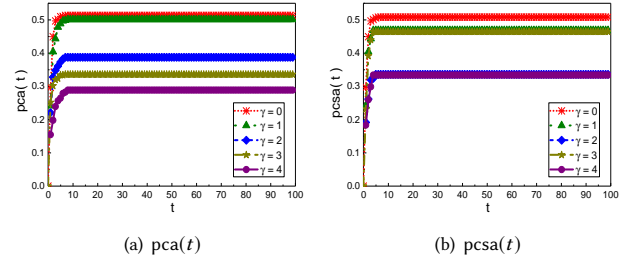 pca( t )
0.5
0.4
0.3
0.2
0.1
0.0
0 10 20 30 40 50 60 70 80 90 100
t
γ = 0
γ = 1
γ = 2
γ = 3
γ = 4
(a) pca(t)
pcsa( t )
0.5
0.4
0.3
0.2
0.1
0.0
0 10 20 30 40 50 60 70 80 90 100
t
γ = 0
γ = 1
γ = 2
γ = 3
γ = 4
(b) pcsa(t)